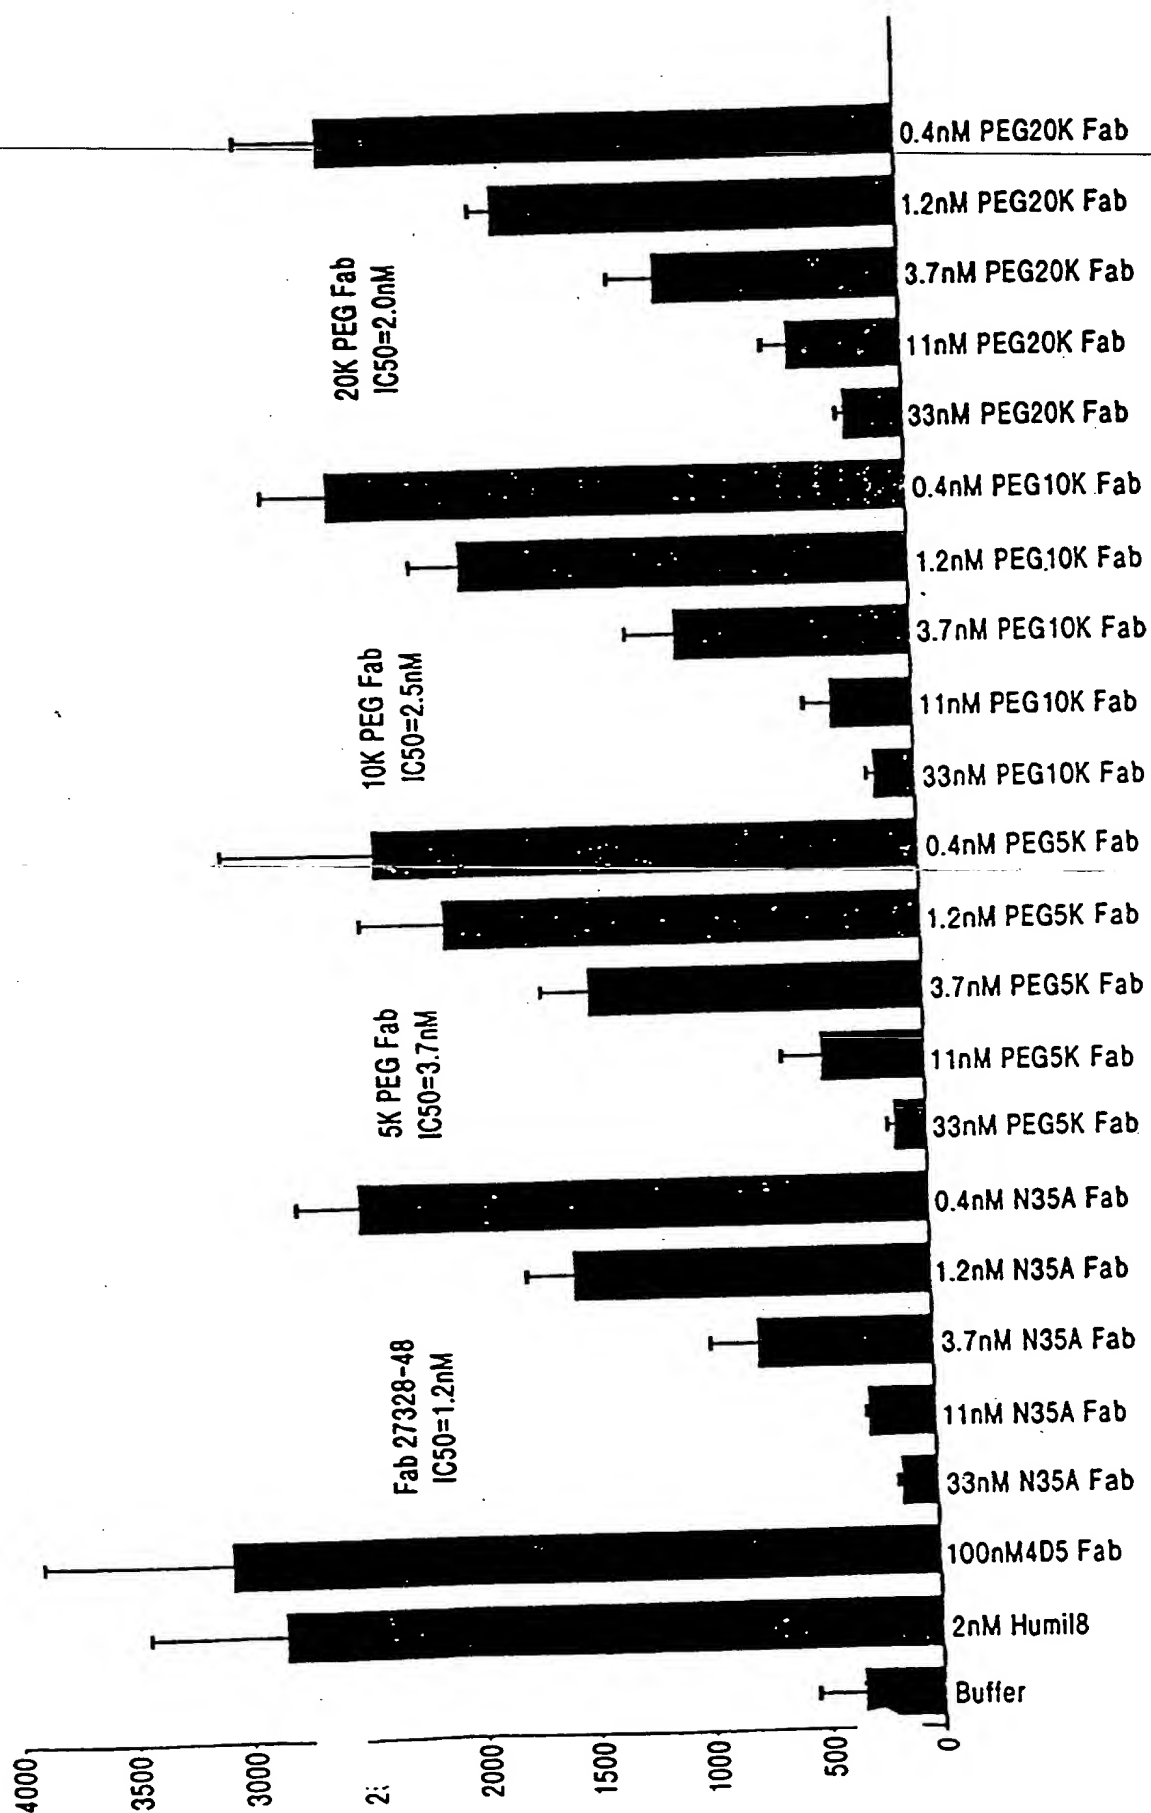 4000
3500
3000
2
2000
1500
1000
500
0
Fab 27328-48
IC50=1.2nM
5K PEG Fab
IC50=3.7nM
10K PEG Fab
IC50=2.5nM
20K PEG Fab
IC50=2.0nM
Buffer
2nM Humil8
100nM4D5 Fab
33nM N35A Fab
11nM N35A Fab
3.7nM N35A Fab
1.2nM N35A Fab
0.4nM N35A Fab
33nM PEG5K Fab
11nM PEG5K Fab
3.7nM PEG5K Fab
1.2nM PEG5K Fab
0.4nM PEG5K Fab
33nM PEG10K Fab
11nM PEG10K Fab
3.7nM PEG10K Fab
1.2nM PEG10K Fab
0.4nM PEG10K Fab
33nM PEG20K Fab
11nM PEG20K Fab
3.7nM PEG20K Fab
1.2nM PEG20K Fab
0.4nM PEG20K Fab